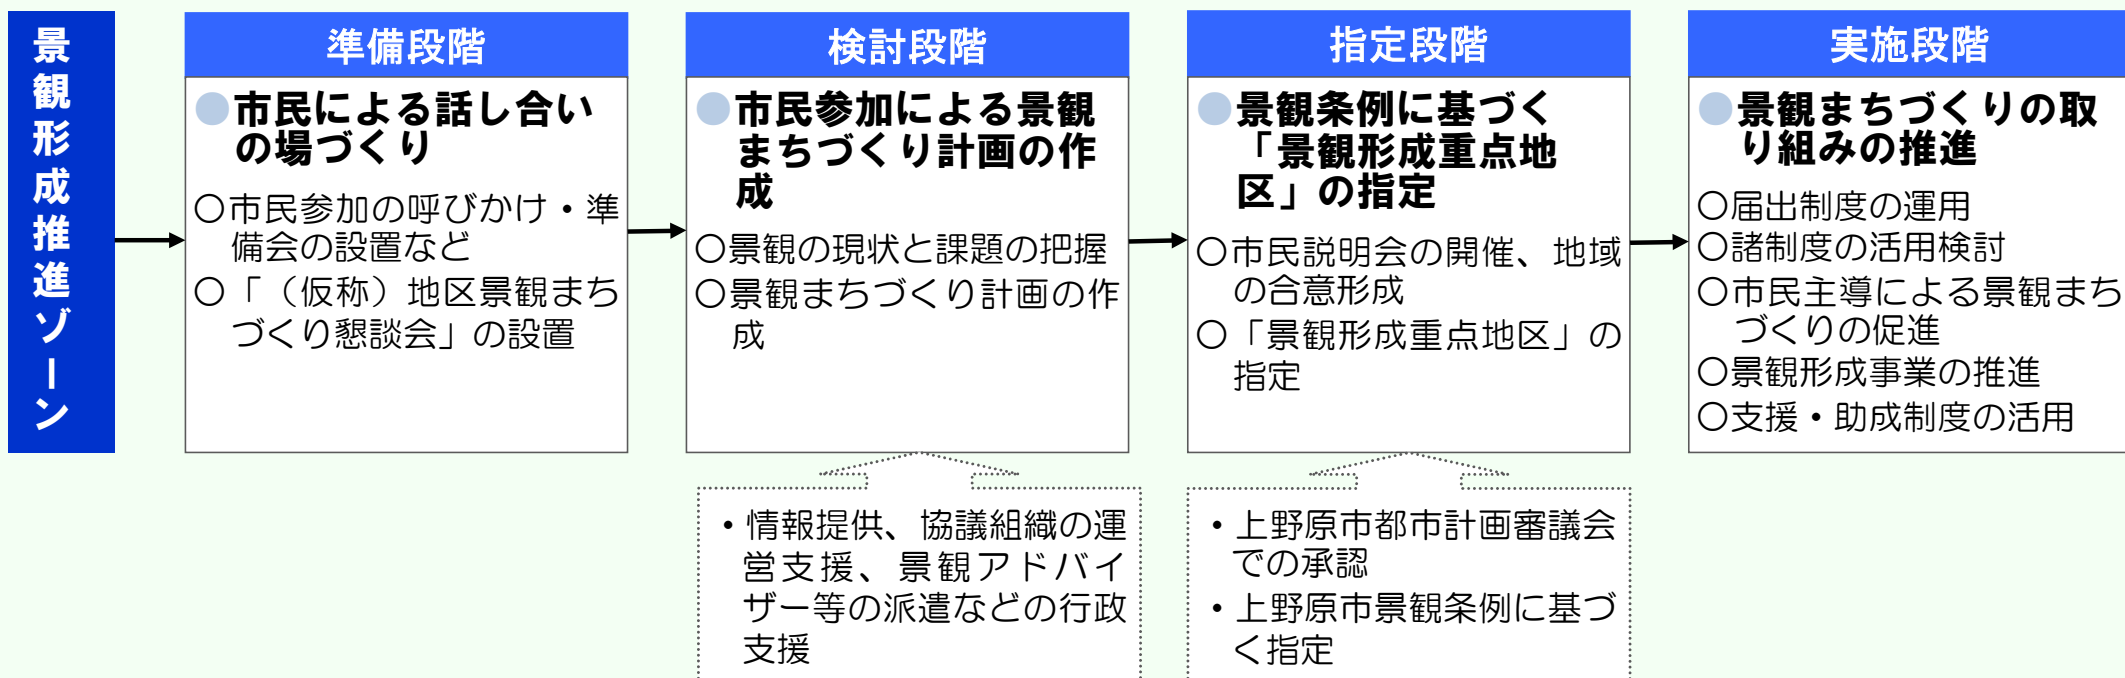 景観形成推進ゾーン
準備段階
●市民による話し合い
の場づくり
○市民参加の呼びかけ・準
備会の設置など
○「（仮称）地区景観まち
づくり懇談会」の設置
検討段階
●市民参加による景観
まちづくり計画の作
成
○景観の現状と課題の把握
○景観まちづくり計画の作
成
・情報提供、協議組織の運
営支援、景観アドバイ
ザー等の派遣などの行政
支援
指定段階
●景観条例に基づく
「景観形成重点地
区」の指定
○市民説明会の開催、地域
の合意形成
○「景観形成重点地区」の
指定
・上野原市都市計画審議会
での承認
・上野原市景観条例に基づ
く指定
実施段階
●景観まちづくりの取
り組みの推進
○届出制度の運用
○諸制度の活用検討
○市民主導による景観まち
づくりの促進
○景観形成事業の推進
○支援・助成制度の活用